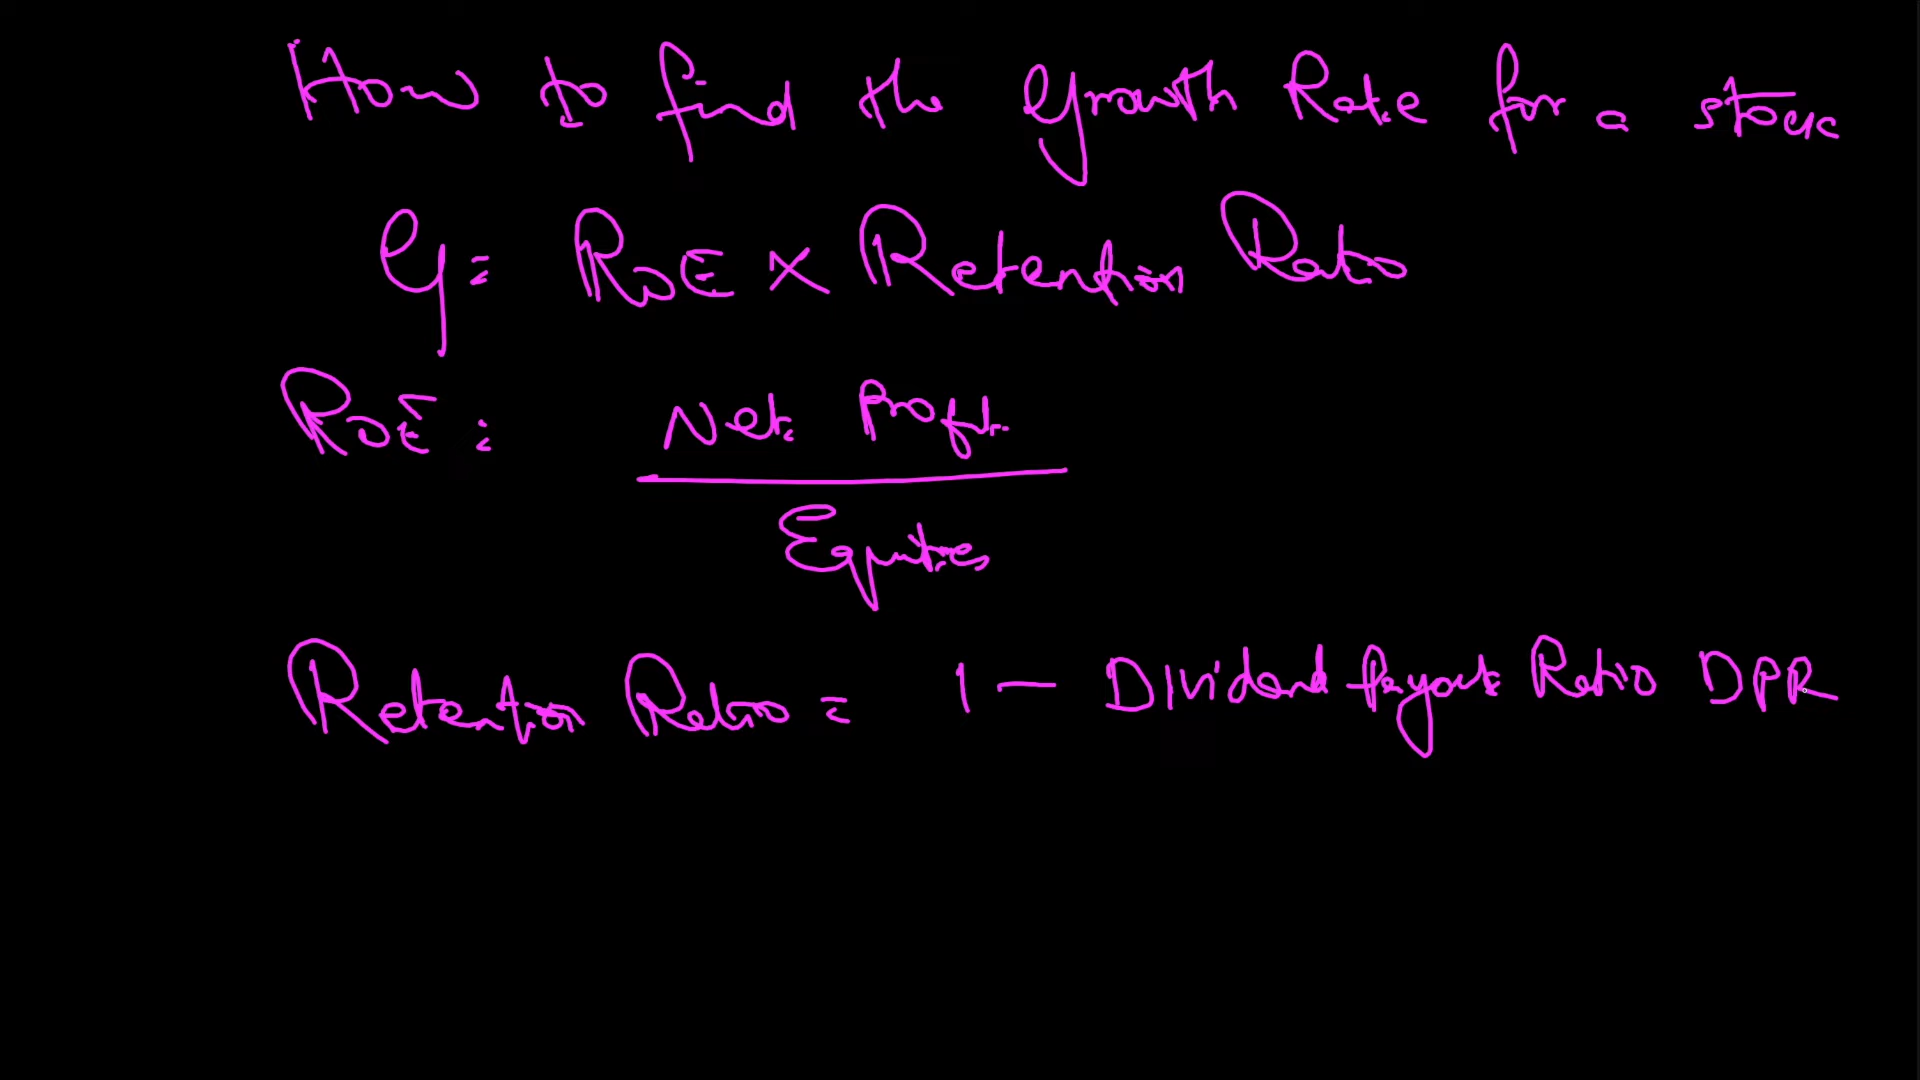 How to find the Growth Rate for a stock
G = ROE × Retention Ratio
ROE = Net Profit
Equities
Retention Ratio = 1 - Dividend Payout Ratio DPR